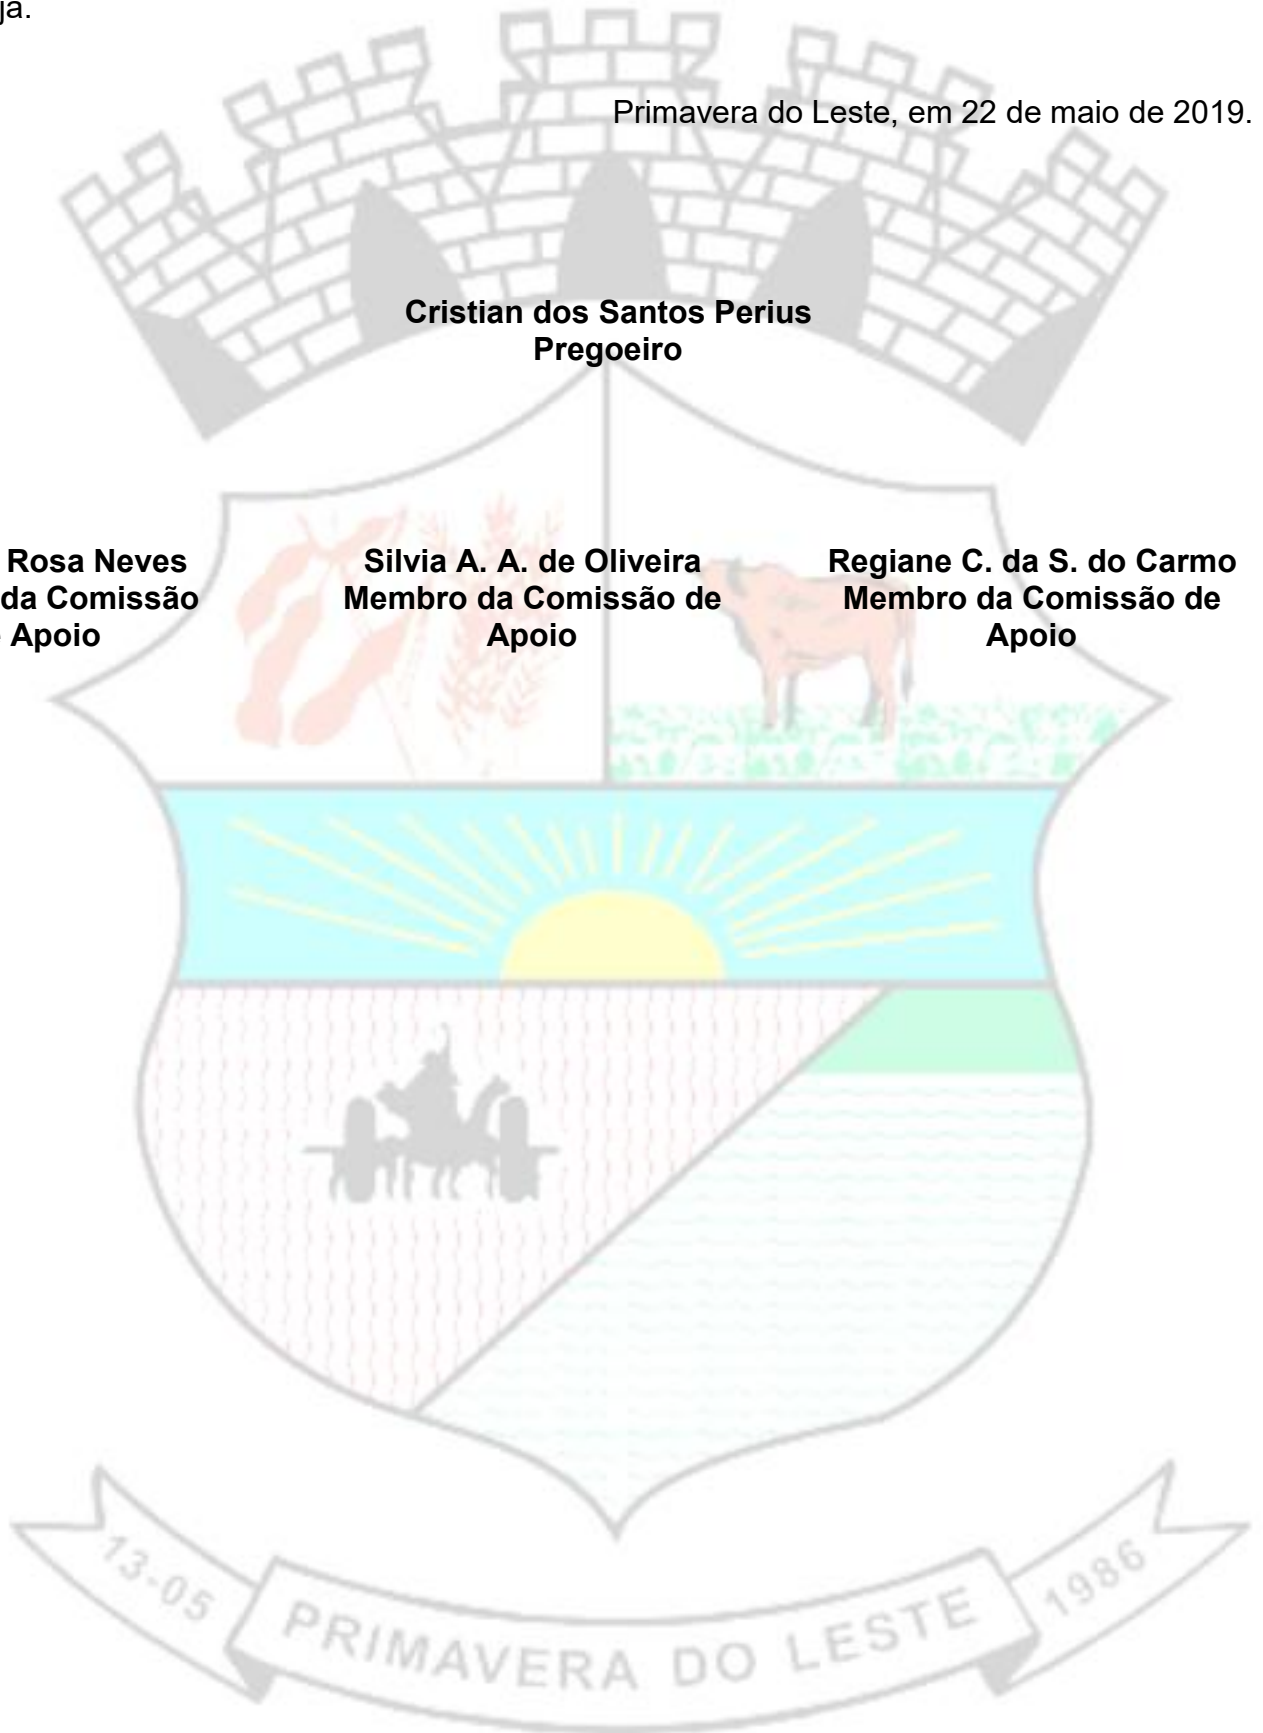 ja.
Primavera do Leste, em 22 de maio de 2019.
Cristian dos Santos Perius
Pregoeiro
Rosa Neves
da Comissão
Apoio
Silvia A. A. de Oliveira
Membro da Comissão de
Apoio
Regiane C. da S. do Carmo
Membro da Comissão de
Apoio
13-05
PRIMAVERA DO LESTE
1986